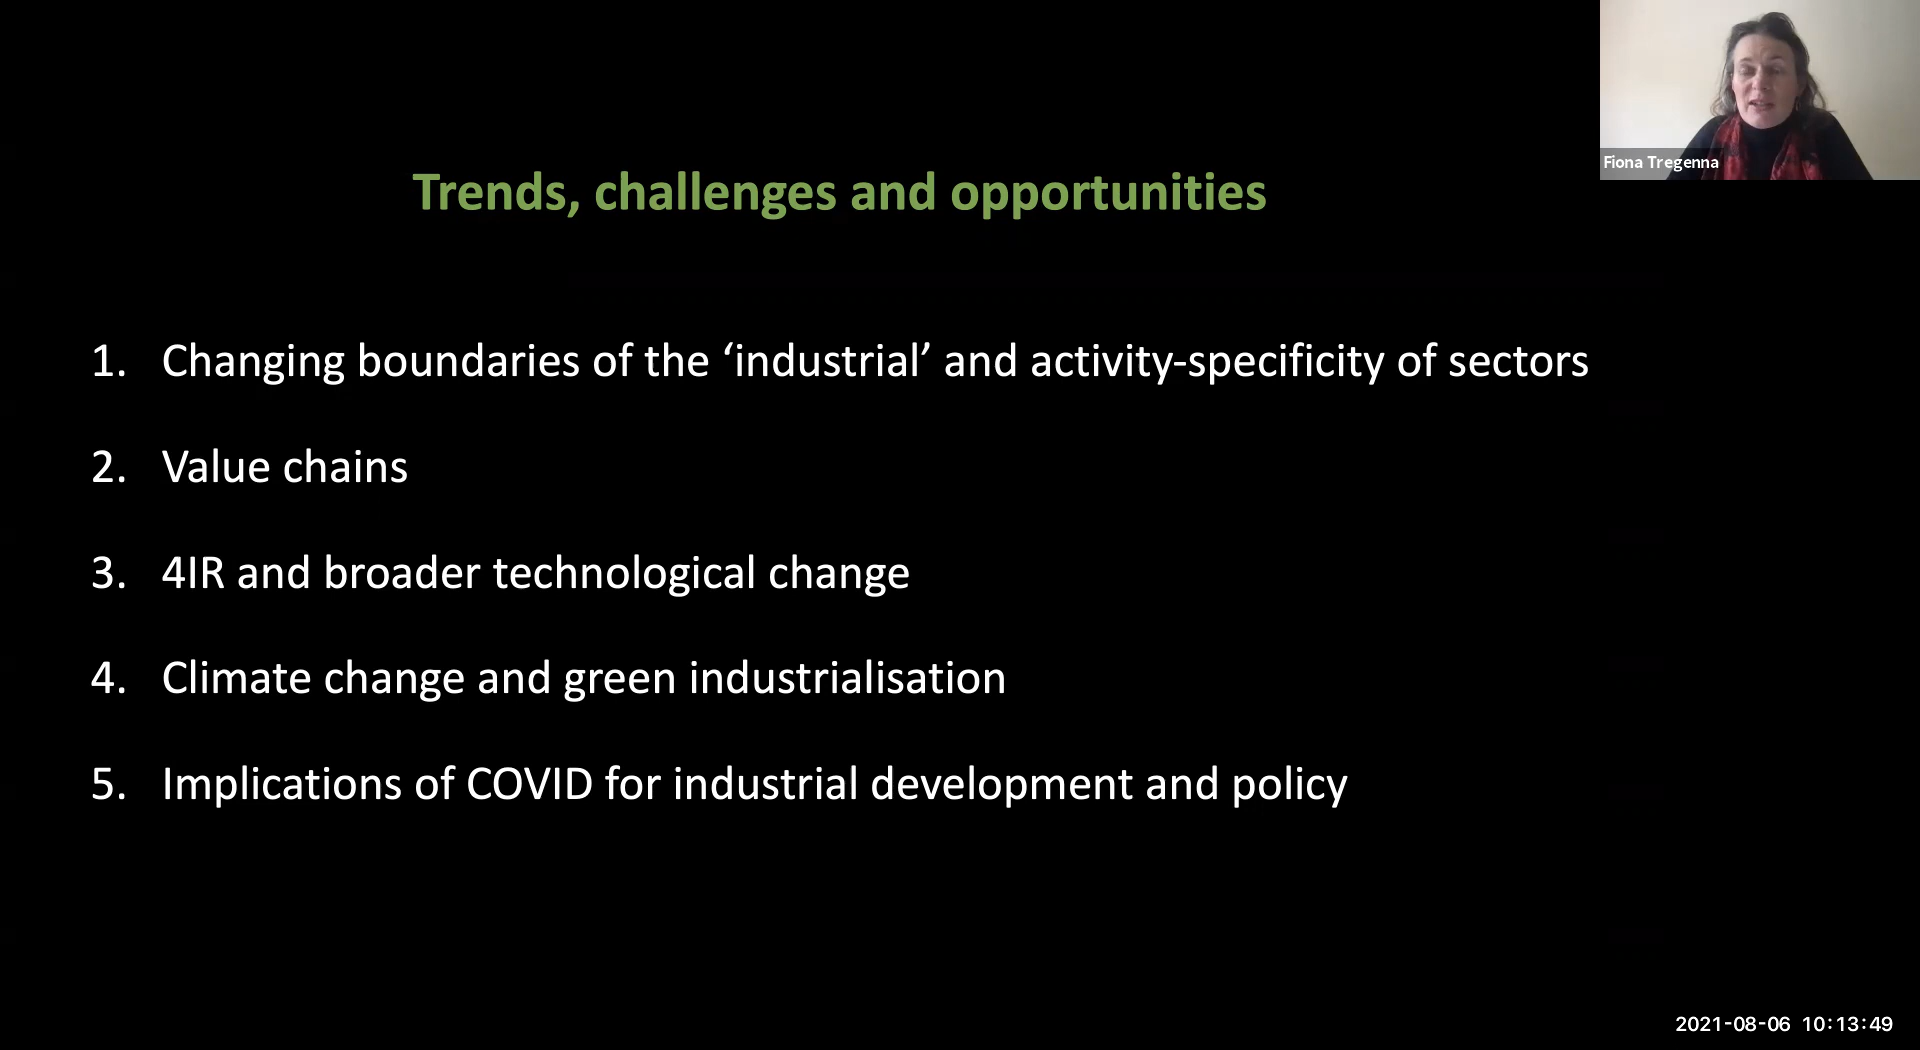 Fiona Tregenna
Trends, challenges and opportunities
1. Changing boundaries of the ‘industrial’ and activity-specificity of sectors
2. Value chains
3. 4IR and broader technological change
4. Climate change and green industrialisation
5. Implications of COVID for industrial development and policy
2021-08-06 10:13:49